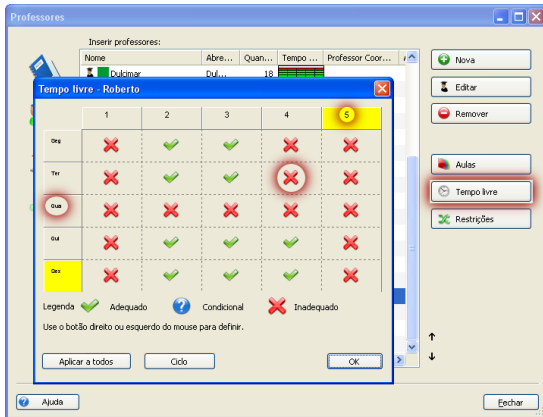 Professores
Inserir professores:
Nome Abre... Quan... Tempo ... Professor Coor...
Dulcimar Dul... 18
Nova
Editar
Remover
Aulas
Tempo livre
Restrições
Tempo livre - Roberto
1 2 3 4 5
Seg
Ter
Qua
Qui
Sex
Legenda Adequado ? Condicional Inadequado
Use o botão direito ou esquerdo do mouse para definir.
Aplicar a todos Ciclo OK
? Ajuda Fechar